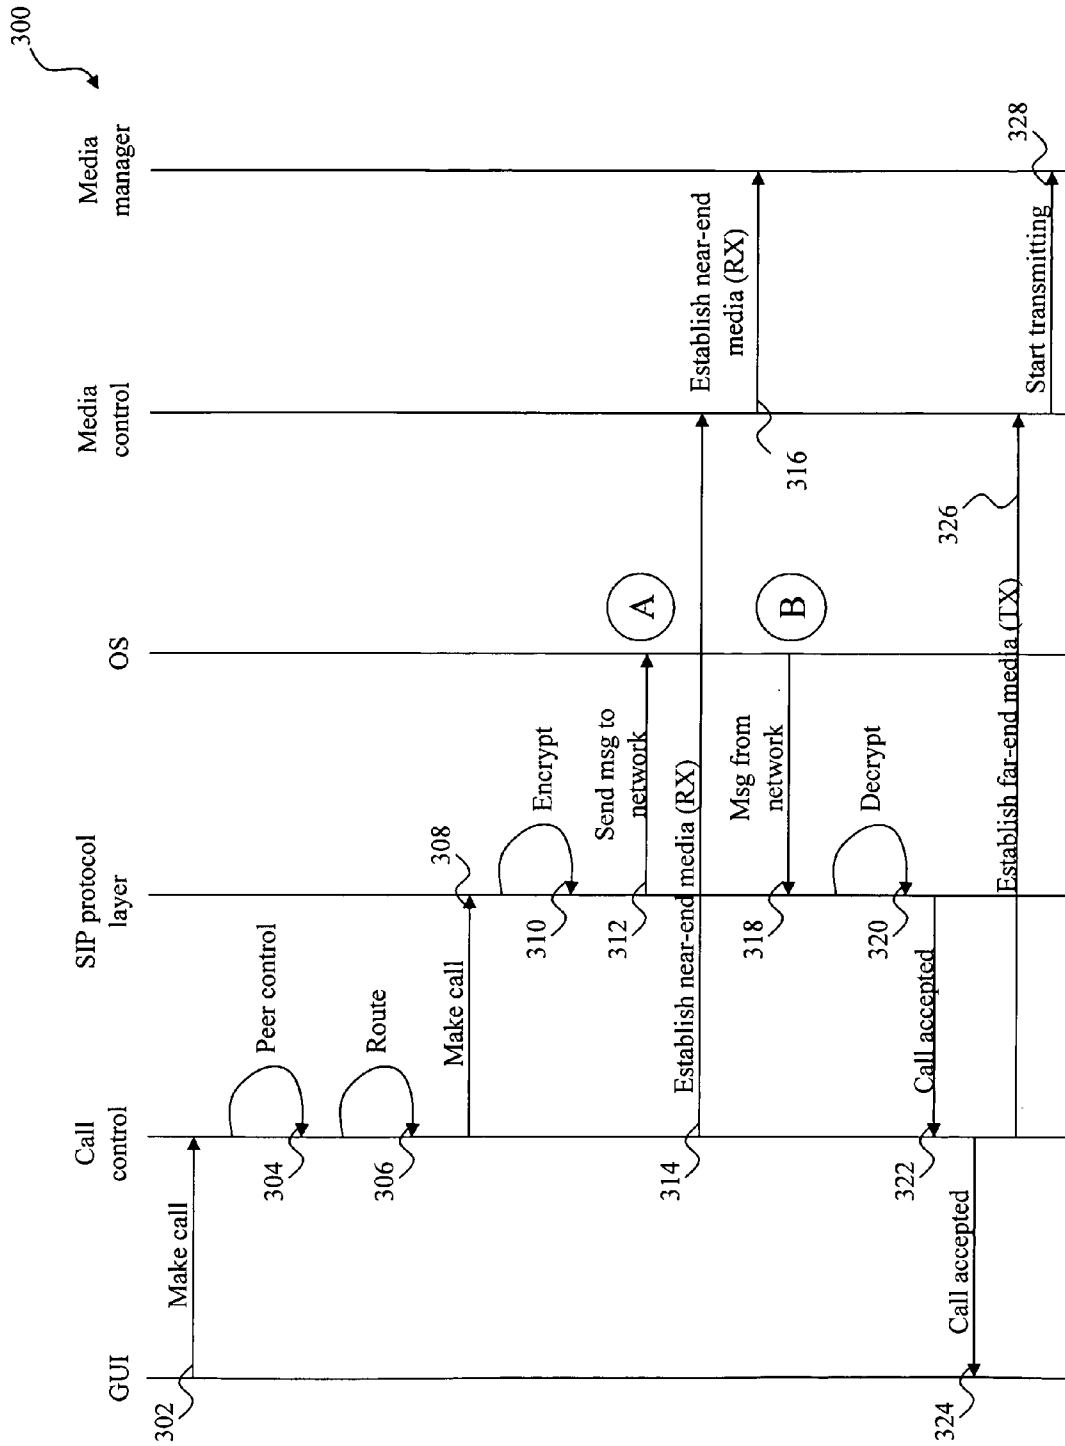 300
GUI
Call
control
SIP protocol
layer
OS
Media
control
Media
manager
302
Make call
Peer control
304
Route
306
Make call
308
Encrypt
310
Send msg to
network
312
A
Establish near-end media (RX)
314
Establish near-end
media (RX)
316
Msg from
network
318
B
Decrypt
320
Call accepted
322
Call accepted
324
Establish far-end media (TX)
326
Start transmitting
328